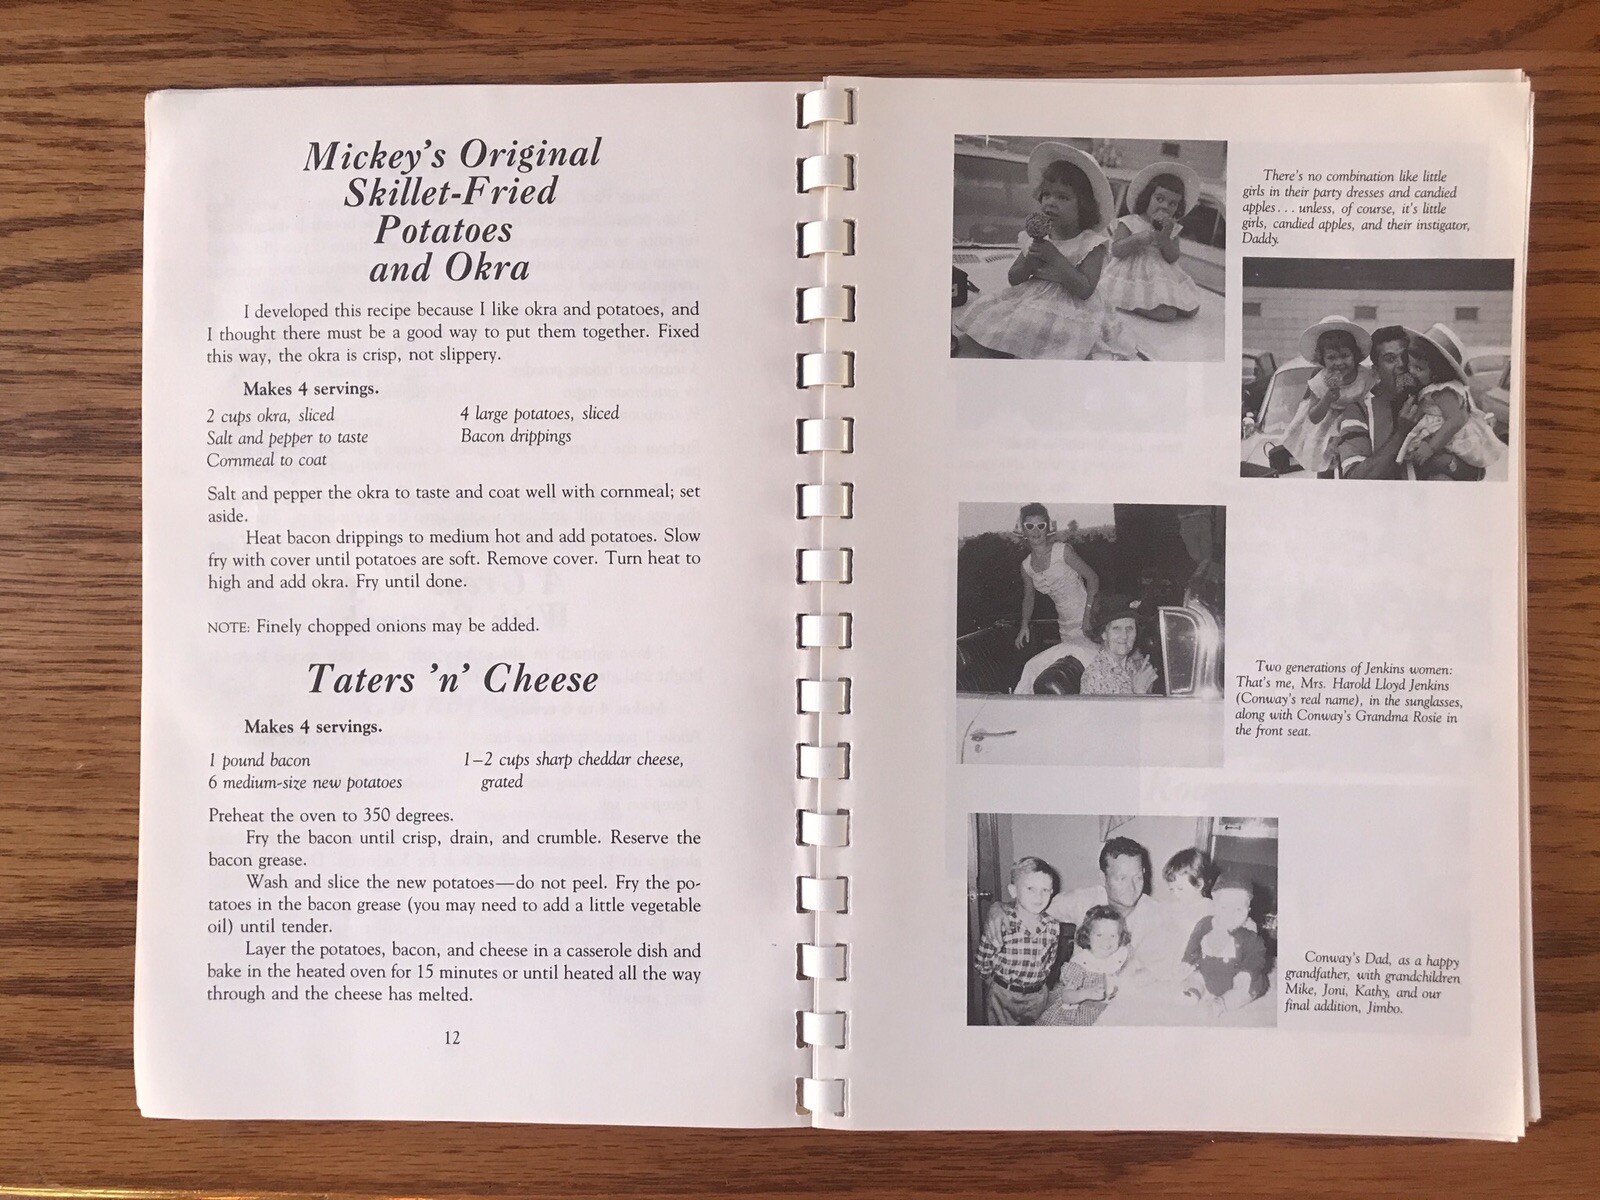 Mickey's Original
Skillet-Fried
Potatoes
and Okra
I developed this recipe because I like okra and potatoes, and
I thought there must be a good way to put them together. Fixed
this way, the okra is crisp, not slippery.
Makes 4 servings.
2 cups okra, sliced
Salt and pepper to taste
Cornmeal to coat
4 large potatoes, sliced
Bacon drippings
Salt and pepper the okra to taste and coat well with cornmeal; set
aside.
Heat bacon drippings to medium hot and add potatoes. Slow
fry with cover until potatoes are soft. Remove cover. Turn heat to
high and add okra. Fry until done.
NOTE: Finely chopped onions may be added.
Taters 'n' Cheese
Makes 4 servings.
1 pound bacon
6 medium-size new potatoes
1–2 cups sharp cheddar cheese,
grated
Preheat the oven to 350 degrees.
Fry the bacon until crisp, drain, and crumble. Reserve the
bacon grease.
Wash and slice the new potatoes—do not peel. Fry the po-
tatoes in the bacon grease (you may need to add a little vegetable
oil) until tender.
Layer the potatoes, bacon, and cheese in a casserole dish and
bake in the heated oven for 15 minutes or until heated all the way
through and the cheese has melted.
12
There's no combination like little
girls in their party dresses and candied
apples... unless, of course, it's little
girls, candied apples, and their instigator,
Daddy.
Two generations of Jenkins women:
That's me, Mrs. Harold Lloyd Jenkins
(Conway's real name), in the sunglasses,
along with Conway's Grandma Rosie in
the front seat.
Conway's Dad, as a happy
grandfather, with grandchildren
Mike, Joni, Kathy, and our
final addition, Jimbo.